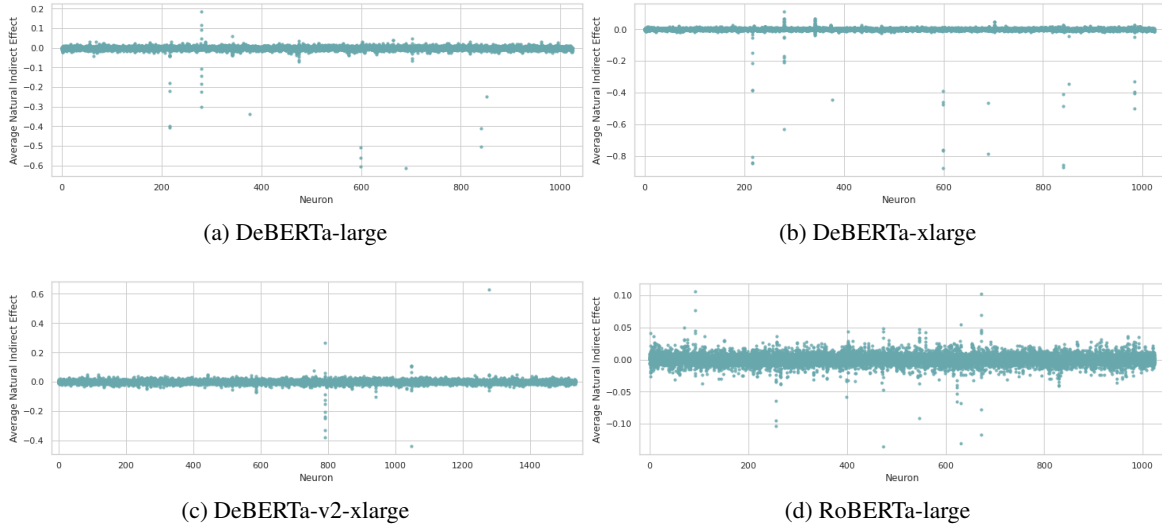 Average Natural Indirect Effect
0.2
0.1
0.0
−0.1
−0.2
−0.3
−0.4
−0.5
−0.6
0 200 400 600 800 1000
Neuron
(a) DeBERTa-large
Average Natural Indirect Effect
0.0
−0.2
−0.4
−0.6
−0.8
0 200 400 600 800 1000
Neuron
(b) DeBERTa-xlarge
Average Natural Indirect Effect
0.6
0.4
0.2
0.0
−0.2
−0.4
0 200 400 600 800 1000 1200 1400
Neuron
(c) DeBERTa-v2-xlarge
Average Natural Indirect Effect
0.10
0.05
0.00
−0.05
−0.10
0 200 400 600 800 1000
Neuron
(d) RoBERTa-large